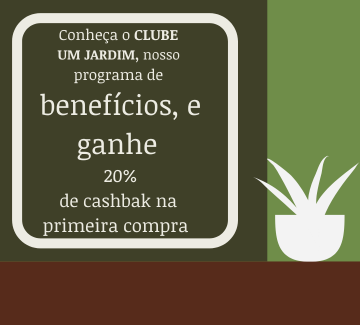 Conheça o CLUBE
UM JARDIM, nosso
programa de
benefícios, e
ganhe
20%
de cashbak na
primeira compra